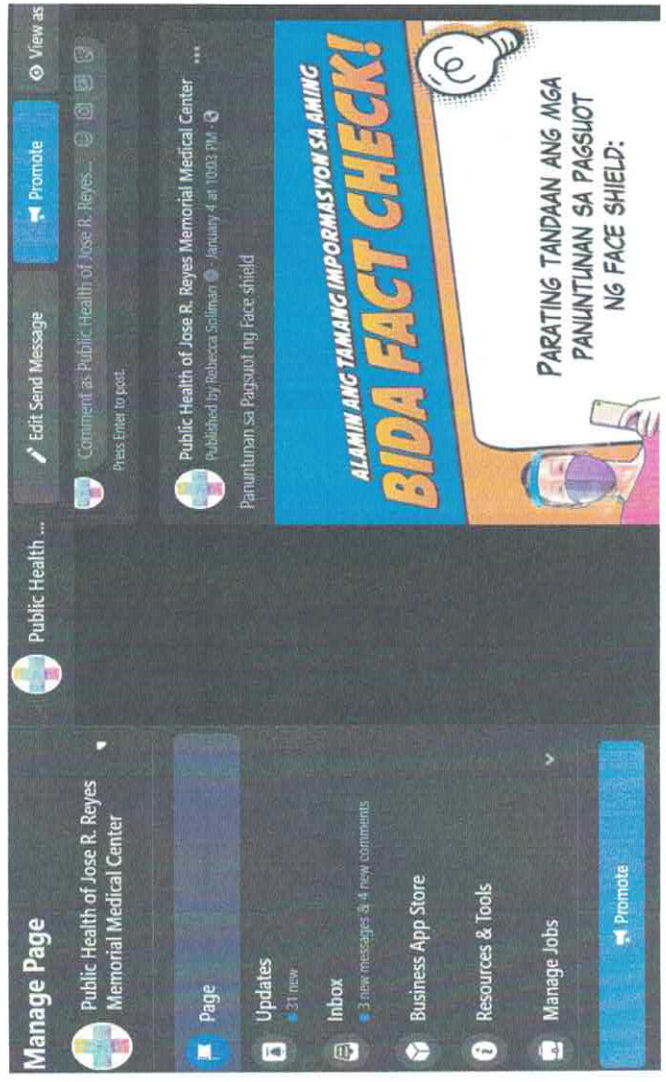 Manage Page
Public Health of Jose R. Reyes
Memorial Medical Center
Page
Updates
31 new
Inbox
3 new messages & 4 new comments
Business App Store
Resources & Tools
Manage Jobs
Promote
Public Health ...
Edit Send Message
Promote
View as
Comment as Public Health of Jose R. Reyes...
Press Enter to post.
Public Health of Jose R. Reyes Memorial Medical Center
Published by Rebecca Soliman · January 4 at 10:03 PM ·
Panuntunan sa Pagsuot ng Face shield
ALAMIN ANG TAMANG IMPORMASYON SA AMING
BIDA FACT CHECK!
PARATING TANDAAN ANG MGA
PANUNTUNAN SA PAGSUOT
NG FACE SHIELD: